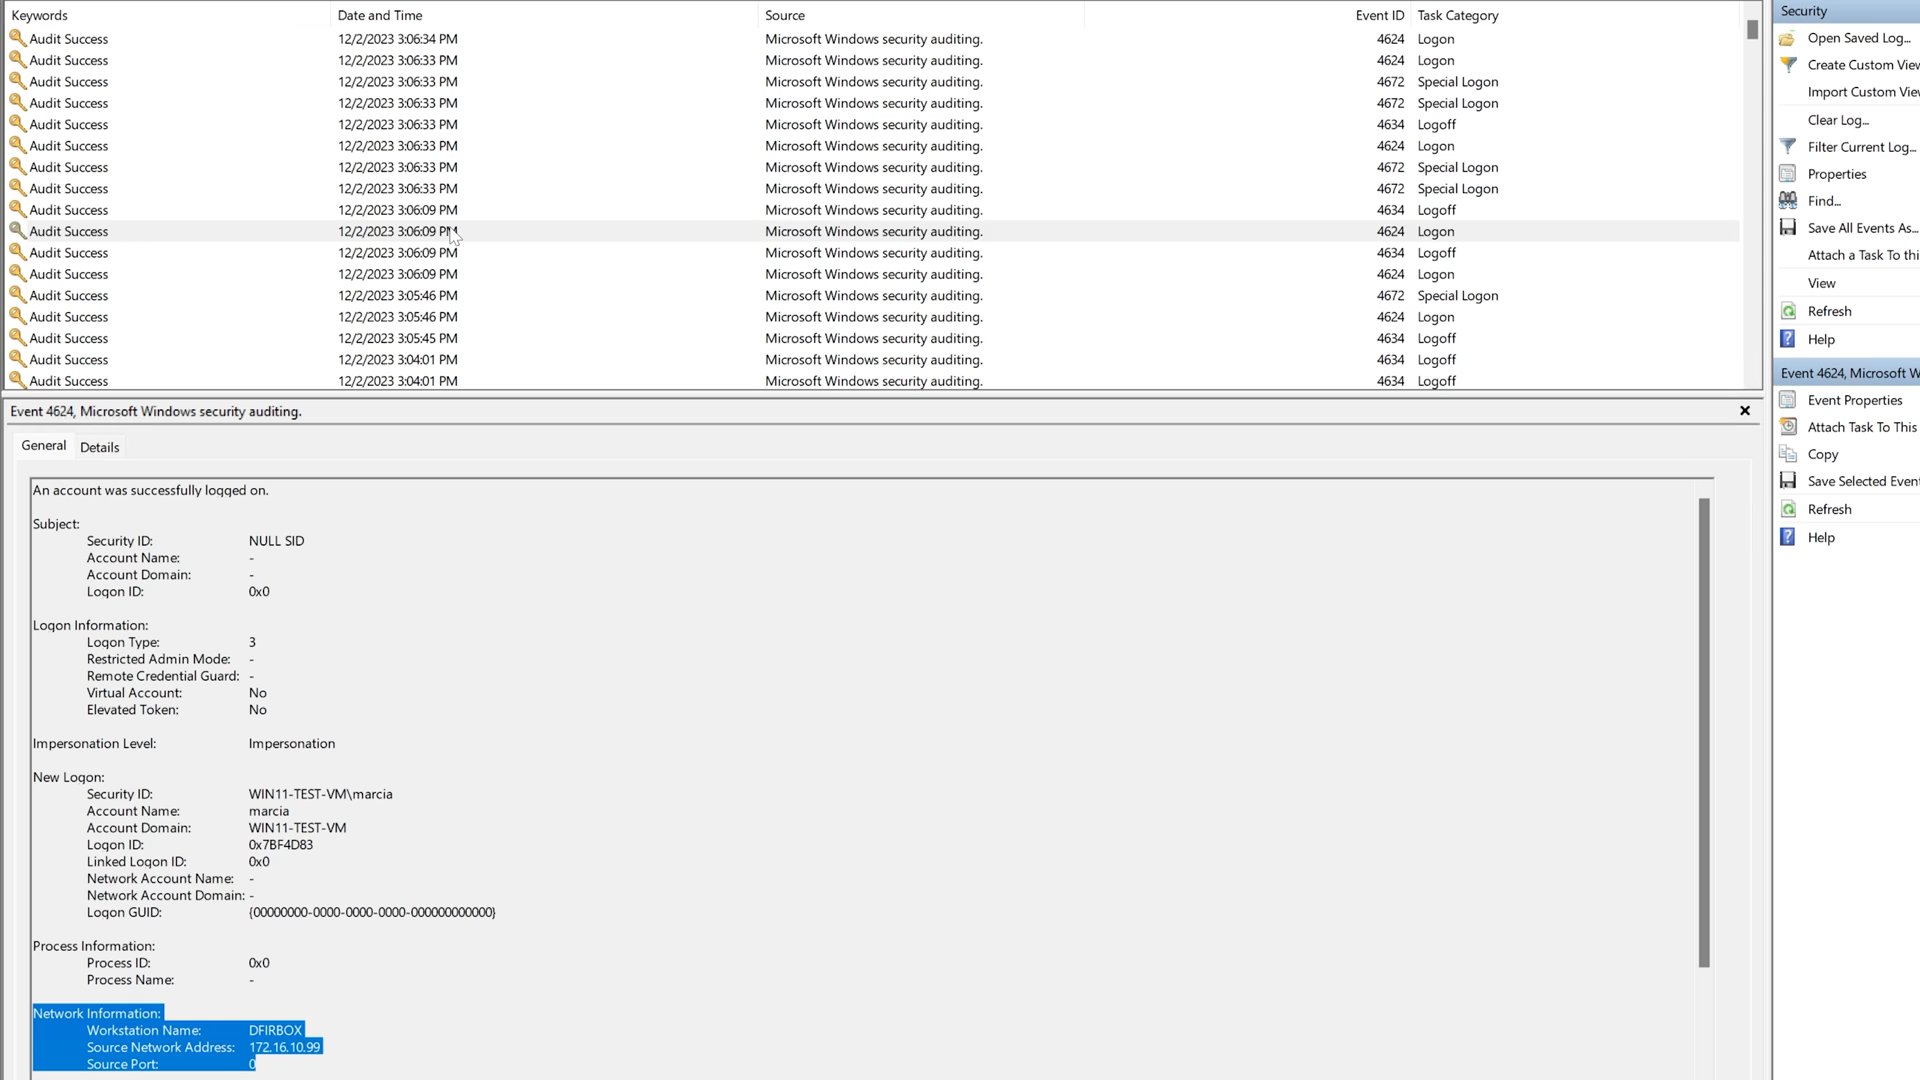 Keywords Date and Time Source Event ID Task Category
Audit Success 12/2/2023 3:06:34 PM Microsoft Windows security auditing. 4624 Logon
Audit Success 12/2/2023 3:06:33 PM Microsoft Windows security auditing. 4624 Logon
Audit Success 12/2/2023 3:06:33 PM Microsoft Windows security auditing. 4672 Special Logon
Audit Success 12/2/2023 3:06:33 PM Microsoft Windows security auditing. 4672 Special Logon
Audit Success 12/2/2023 3:06:33 PM Microsoft Windows security auditing. 4634 Logoff
Audit Success 12/2/2023 3:06:33 PM Microsoft Windows security auditing. 4624 Logon
Audit Success 12/2/2023 3:06:33 PM Microsoft Windows security auditing. 4672 Special Logon
Audit Success 12/2/2023 3:06:33 PM Microsoft Windows security auditing. 4672 Special Logon
Audit Success 12/2/2023 3:06:09 PM Microsoft Windows security auditing. 4634 Logoff
Audit Success 12/2/2023 3:06:09 PM Microsoft Windows security auditing. 4624 Logon
Audit Success 12/2/2023 3:06:09 PM Microsoft Windows security auditing. 4634 Logoff
Audit Success 12/2/2023 3:06:09 PM Microsoft Windows security auditing. 4624 Logon
Audit Success 12/2/2023 3:05:46 PM Microsoft Windows security auditing. 4672 Special Logon
Audit Success 12/2/2023 3:05:46 PM Microsoft Windows security auditing. 4624 Logon
Audit Success 12/2/2023 3:05:45 PM Microsoft Windows security auditing. 4634 Logoff
Audit Success 12/2/2023 3:04:01 PM Microsoft Windows security auditing. 4634 Logoff
Audit Success 12/2/2023 3:04:01 PM Microsoft Windows security auditing. 4634 Logoff
Event 4624, Microsoft Windows security auditing.
General Details
An account was successfully logged on.
Subject:
Security ID: NULL SID
Account Name: -
Account Domain: -
Logon ID: 0x0
Logon Information:
Logon Type: 3
Restricted Admin Mode: -
Remote Credential Guard: -
Virtual Account: No
Elevated Token: No
Impersonation Level: Impersonation
New Logon:
Security ID: WIN11-TEST-VM\marcia
Account Name: marcia
Account Domain: WIN11-TEST-VM
Logon ID: 0x7BF4D83
Linked Logon ID: 0x0
Network Account Name: -
Network Account Domain: -
Logon GUID: {00000000-0000-0000-0000-000000000000}
Process Information:
Process ID: 0x0
Process Name: -
Network Information:
Workstation Name: DFIRBOX
Source Network Address: 172.16.10.99
Source Port: 0
Security
Open Saved Log...
Create Custom View
Import Custom View
Clear Log...
Filter Current Log...
Properties
Find...
Save All Events As...
Attach a Task To thi
View
Refresh
Help
Event 4624, Microsoft W
Event Properties
Attach Task To This
Copy
Save Selected Event
Refresh
Help